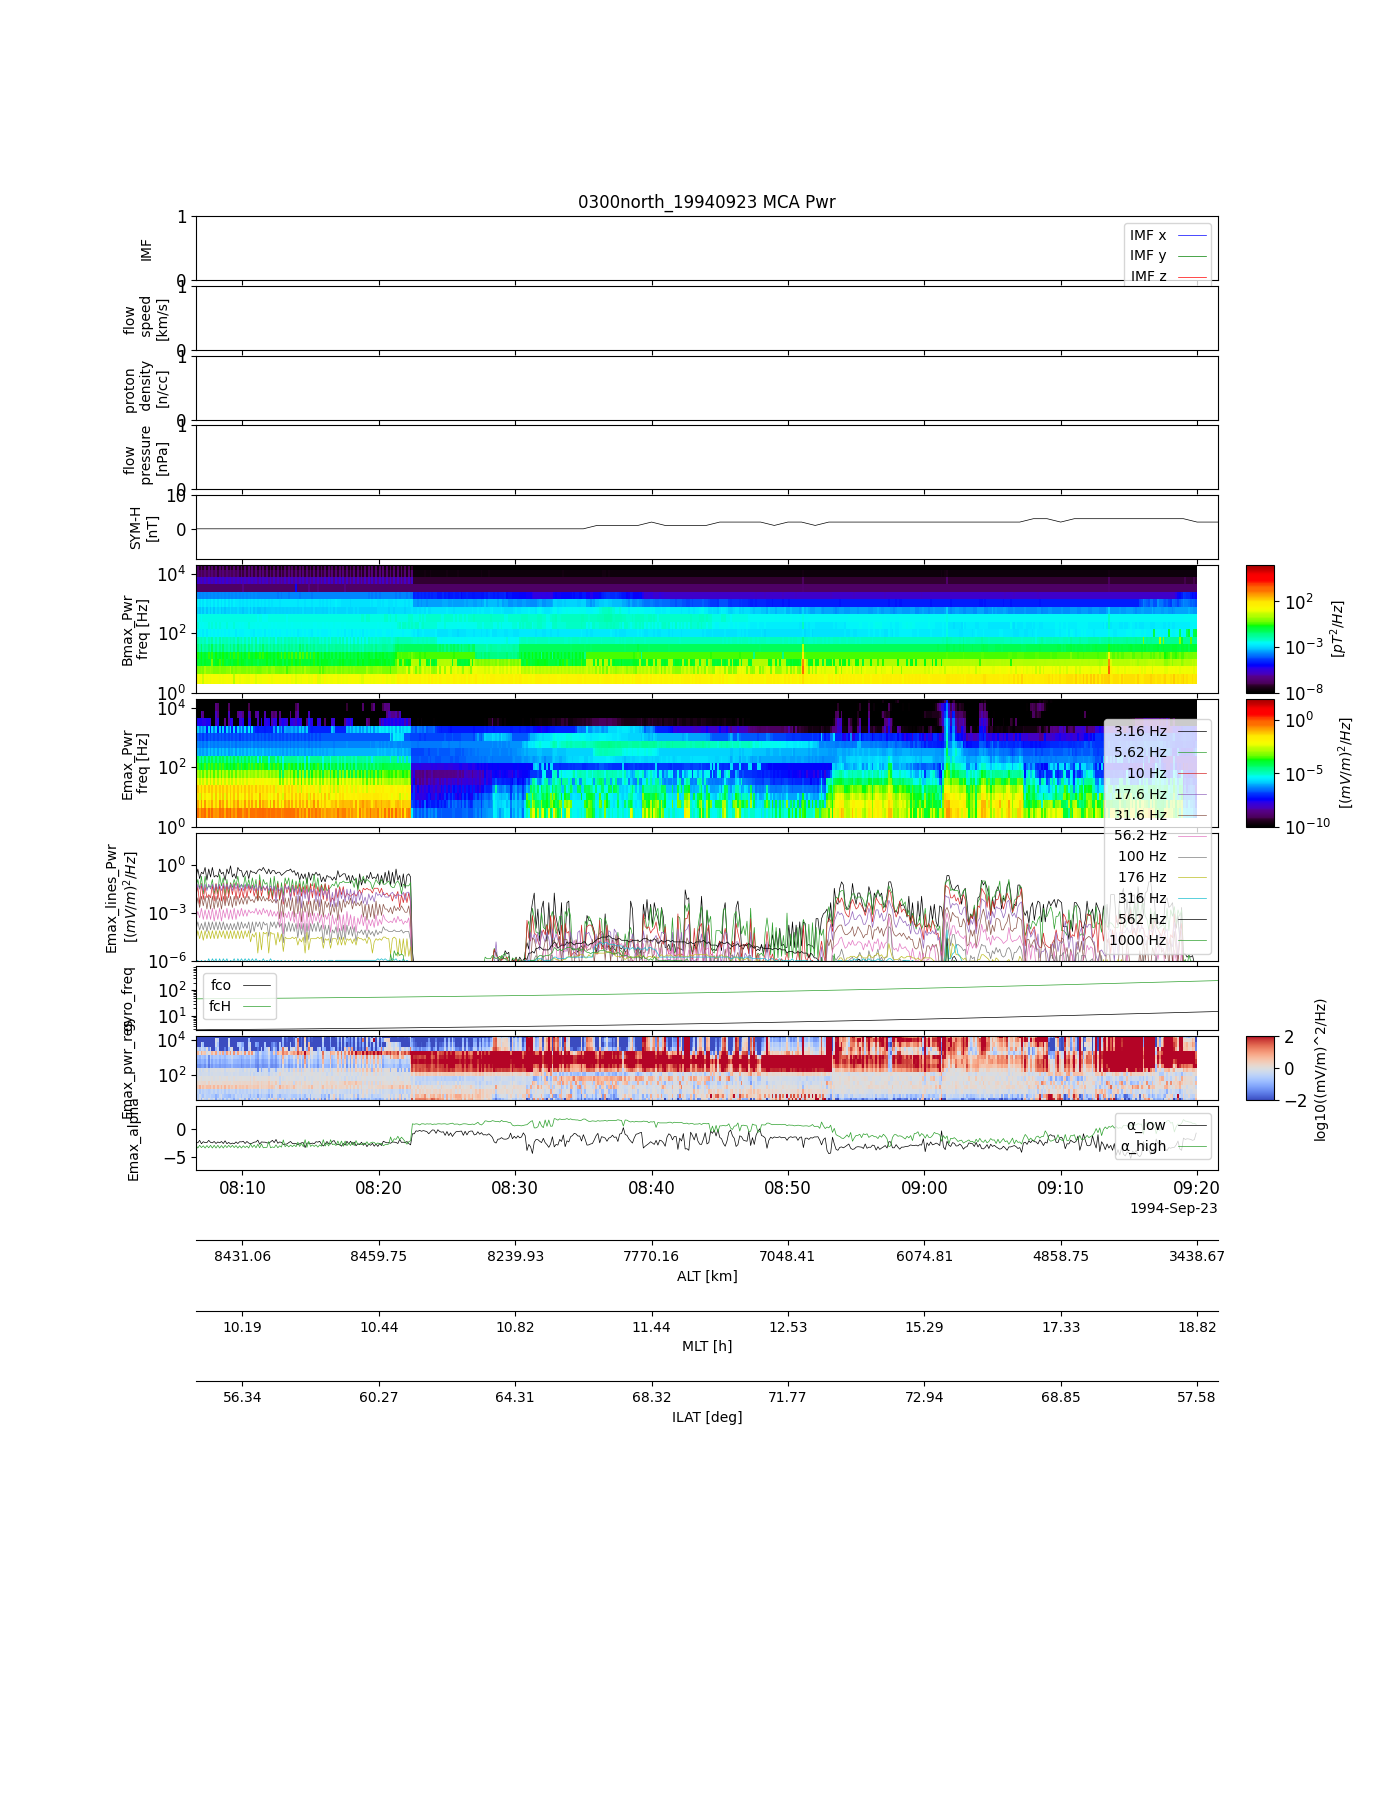 0300north_19940923 MCA Pwr
1
IMF
0
IMF x
IMF y
IMF z
1
flow
speed
[km/s]
0
1
proton
density
[n/cc]
0
1
flow
pressure
[nPa]
0
10
SYM-H
[nT]
0
10^4
Bmax_Pwr
freq [Hz]
10^2
10^0
10^2
10^-3
10^-8
[pT^2/Hz]
10^4
Emax_Pwr
freq [Hz]
10^2
10^0
10^0
10^-5
10^-10
[(mV/m)^2/Hz]
3.16 Hz
5.62 Hz
10 Hz
17.6 Hz
31.6 Hz
56.2 Hz
100 Hz
176 Hz
316 Hz
562 Hz
1000 Hz
Emax_lines_Pwr
[(mV/m)^2/Hz]
10^0
10^-3
10^-6
gyro_freq
10^2
10^1
fco
fcH
Emax_pwr_reg
10^4
10^2
2
0
−2
log10((mV/m)^2/Hz)
Emax_alpha
0
−5
α_low
α_high
08:10 08:20 08:30 08:40 08:50 09:00 09:10 09:20
1994-Sep-23
8431.06 8459.75 8239.93 7770.16 7048.41 6074.81 4858.75 3438.67
ALT [km]
10.19 10.44 10.82 11.44 12.53 15.29 17.33 18.82
MLT [h]
56.34 60.27 64.31 68.32 71.77 72.94 68.85 57.58
ILAT [deg]